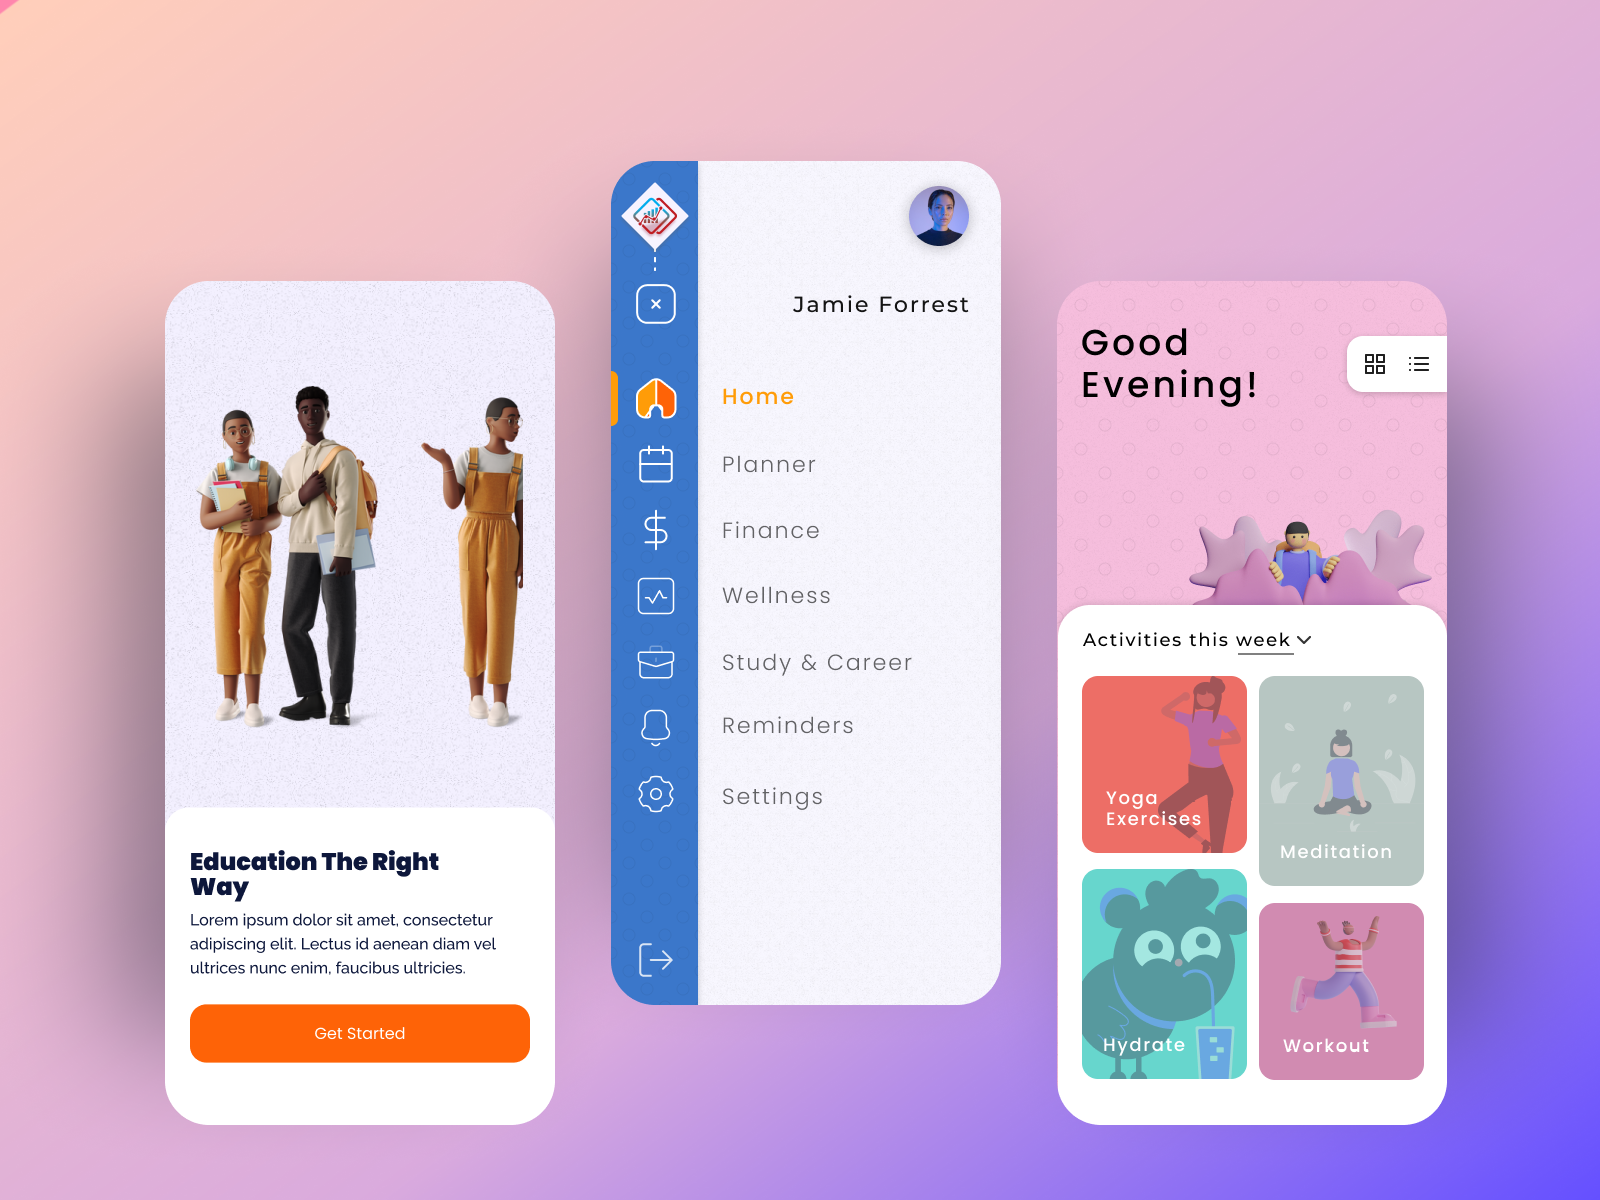 Education The Right
Way
Lorem ipsum dolor sit amet, consectetur
adipiscing elit. Lectus id aenean diam vel
ultrices nunc enim, faucibus ultricies.
Get Started
Jamie Forrest
Home
Planner
Finance
Wellness
Study & Career
Reminders
Settings
Good
Evening!
Activities this week
Yoga
Exercises
Meditation
Hydrate
Workout